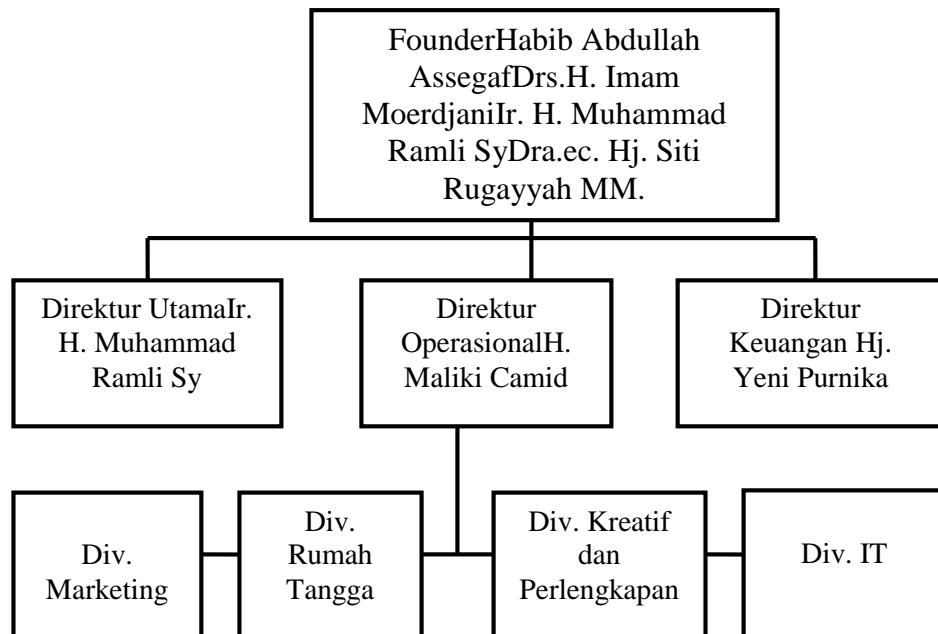 FounderHabib Abdullah
AssegafDrs.H. Imam
MoerdjaniIr. H. Muhammad
Ramli SyDra.ec. Hj. Siti
Rugayyah MM.
Direktur UtamaIr.
H. Muhammad
Ramli Sy
Direktur
OperasionalH.
Maliki Camid
Direktur
Keuangan Hj.
Yeni Purnika
Div.
Marketing
Div.
Rumah
Tangga
Div. Kreatif
dan
Perlengkapan
Div. IT